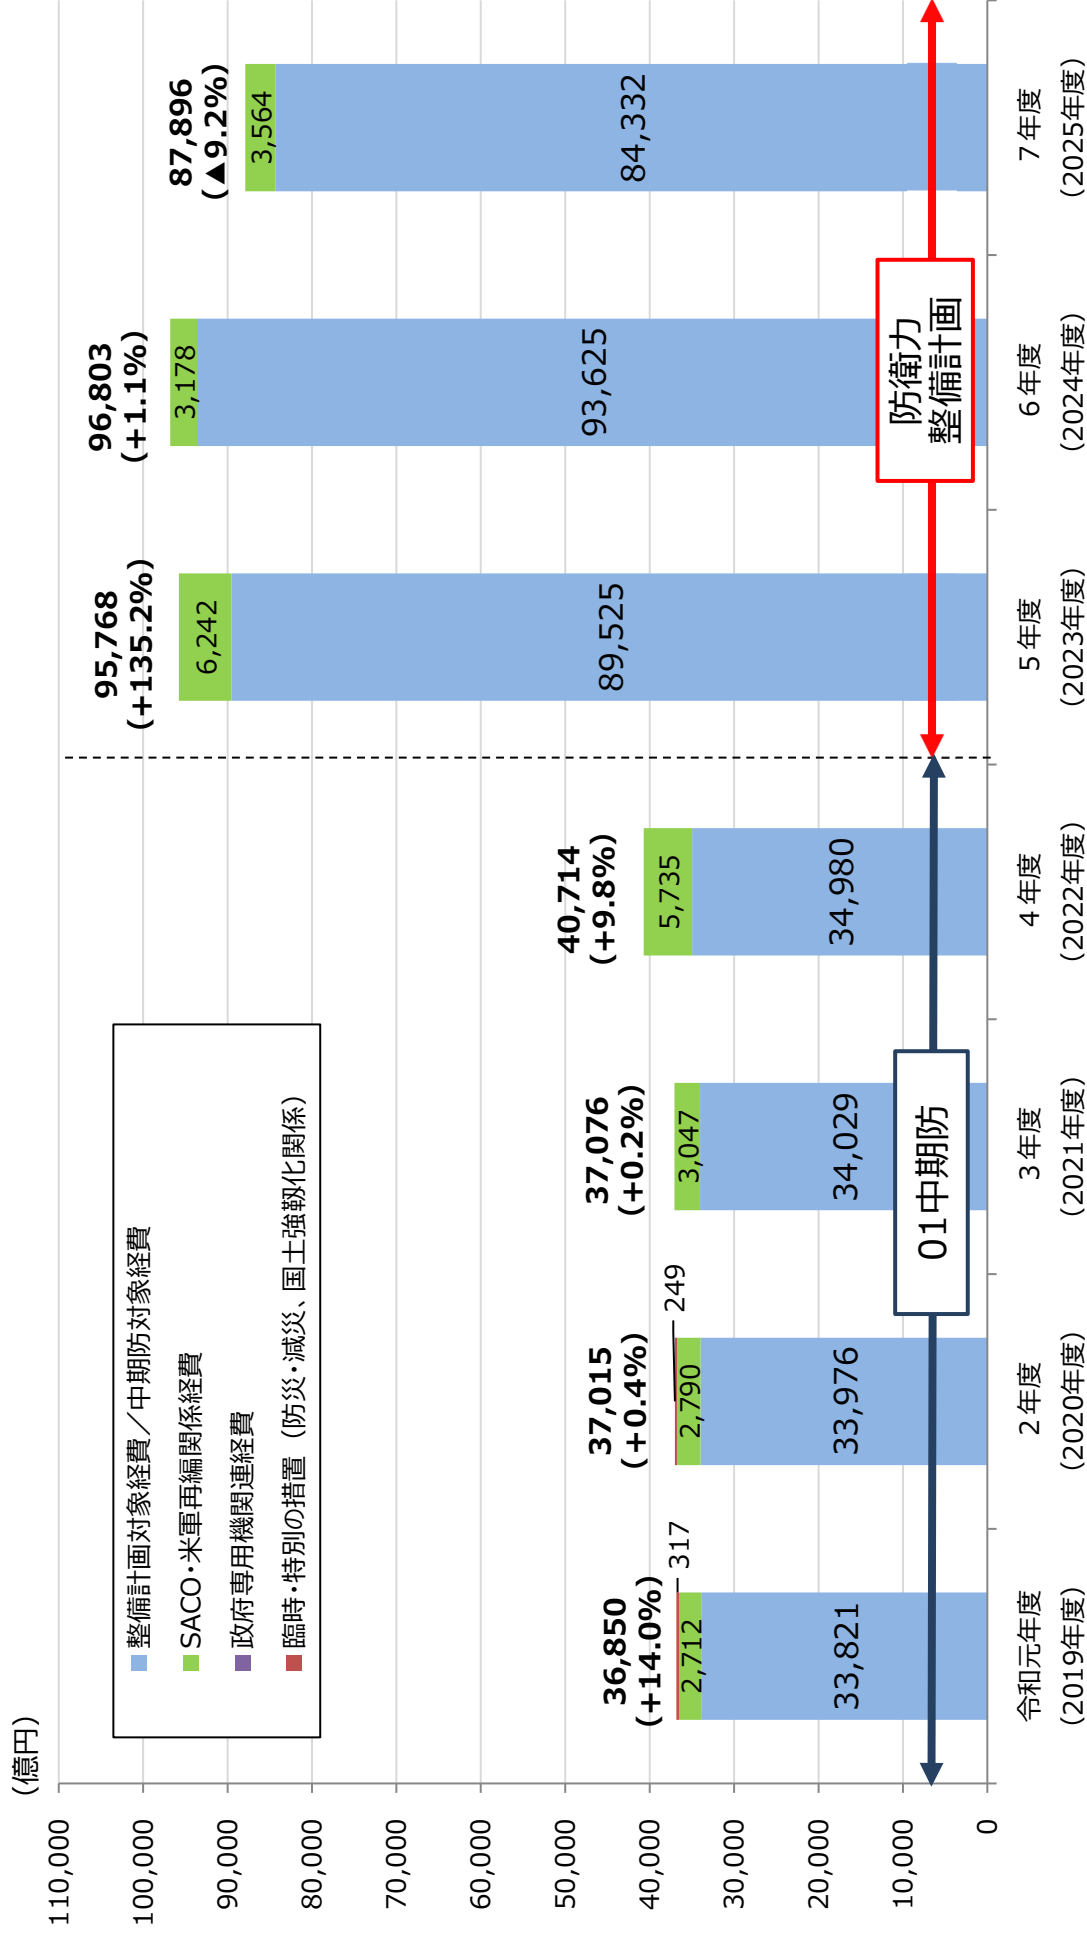 (億円)
110,000
100,000
90,000
80,000
70,000
60,000
50,000
40,000
30,000
20,000
10,000
0
整備計画対象経費／中期防対象経費
SACO・米軍再編関係経費
政府専用機関連経費
臨時・特別の措置（防災・減災、国土強靱化関係）
36,850
(+14.0%)
317
2,712
33,821
37,015
(+0.4%)
249
2,790
33,976
37,076
(+0.2%)
3,047
34,029
40,714
(+9.8%)
5,735
34,980
95,768
(+135.2%)
6,242
89,525
96,803
(+1.1%)
3,178
93,625
87,896
(▲9.2%)
3,564
84,332
01中期防
防衛力
整備計画
令和元年度
(2019年度)
２年度
(2020年度)
３年度
(2021年度)
４年度
(2022年度)
５年度
(2023年度)
６年度
(2024年度)
７年度
(2025年度)